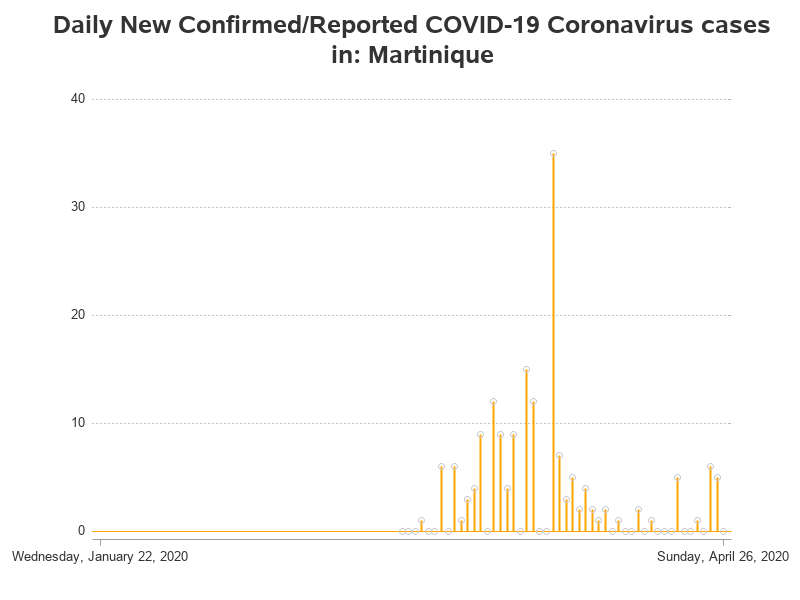 Daily New Confirmed/Reported COVID-19 Coronavirus cases
in: Martinique
40
30
20
10
0
Wednesday, January 22, 2020
Sunday, April 26, 2020